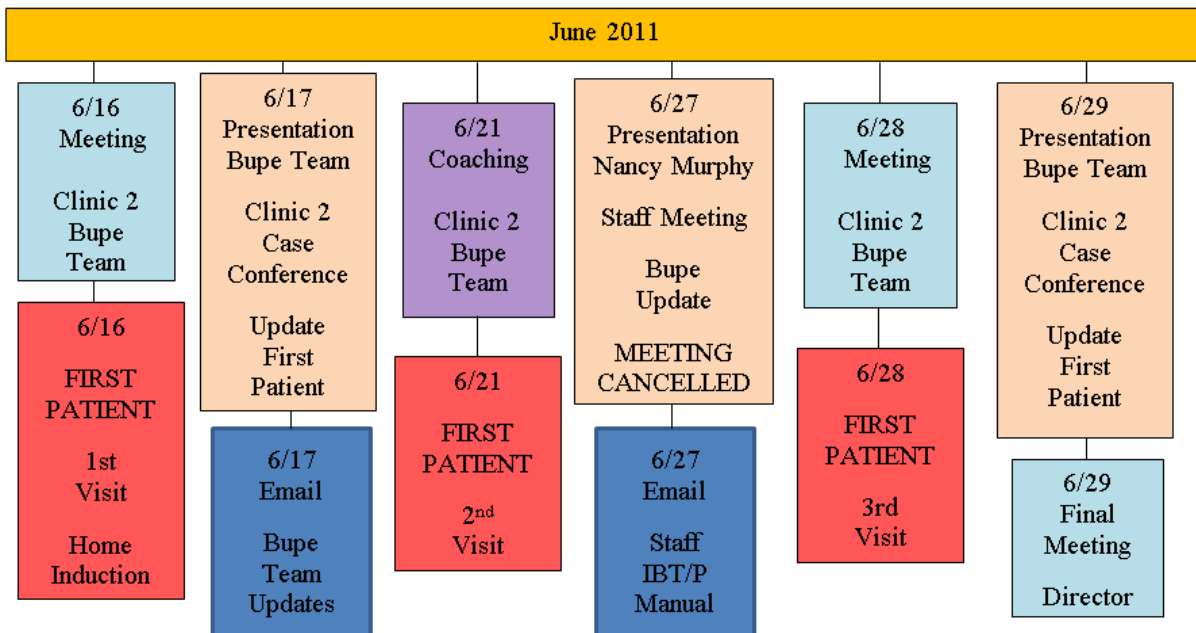 June 2011
6/16
Meeting
Clinic 2
Bupe
Team
6/16
FIRST
PATIENT
1st
Visit
Home
Induction
6/17
Presentation
Bupe Team
Clinic 2
Case
Conference
Update
First
Patient
6/17
Email
Bupe
Team
Updates
6/21
Coaching
Clinic 2
Bupe
Team
6/21
FIRST
PATIENT
2nd
Visit
6/27
Presentation
Nancy Murphy
Staff Meeting
Bupe
Update
MEETING
CANCELLED
6/27
Email
Staff
IBT/P
Manual
6/28
Meeting
Clinic 2
Bupe
Team
6/28
FIRST
PATIENT
3rd
Visit
6/29
Presentation
Bupe Team
Clinic 2
Case
Conference
Update
First
Patient
6/29
Final
Meeting
Director